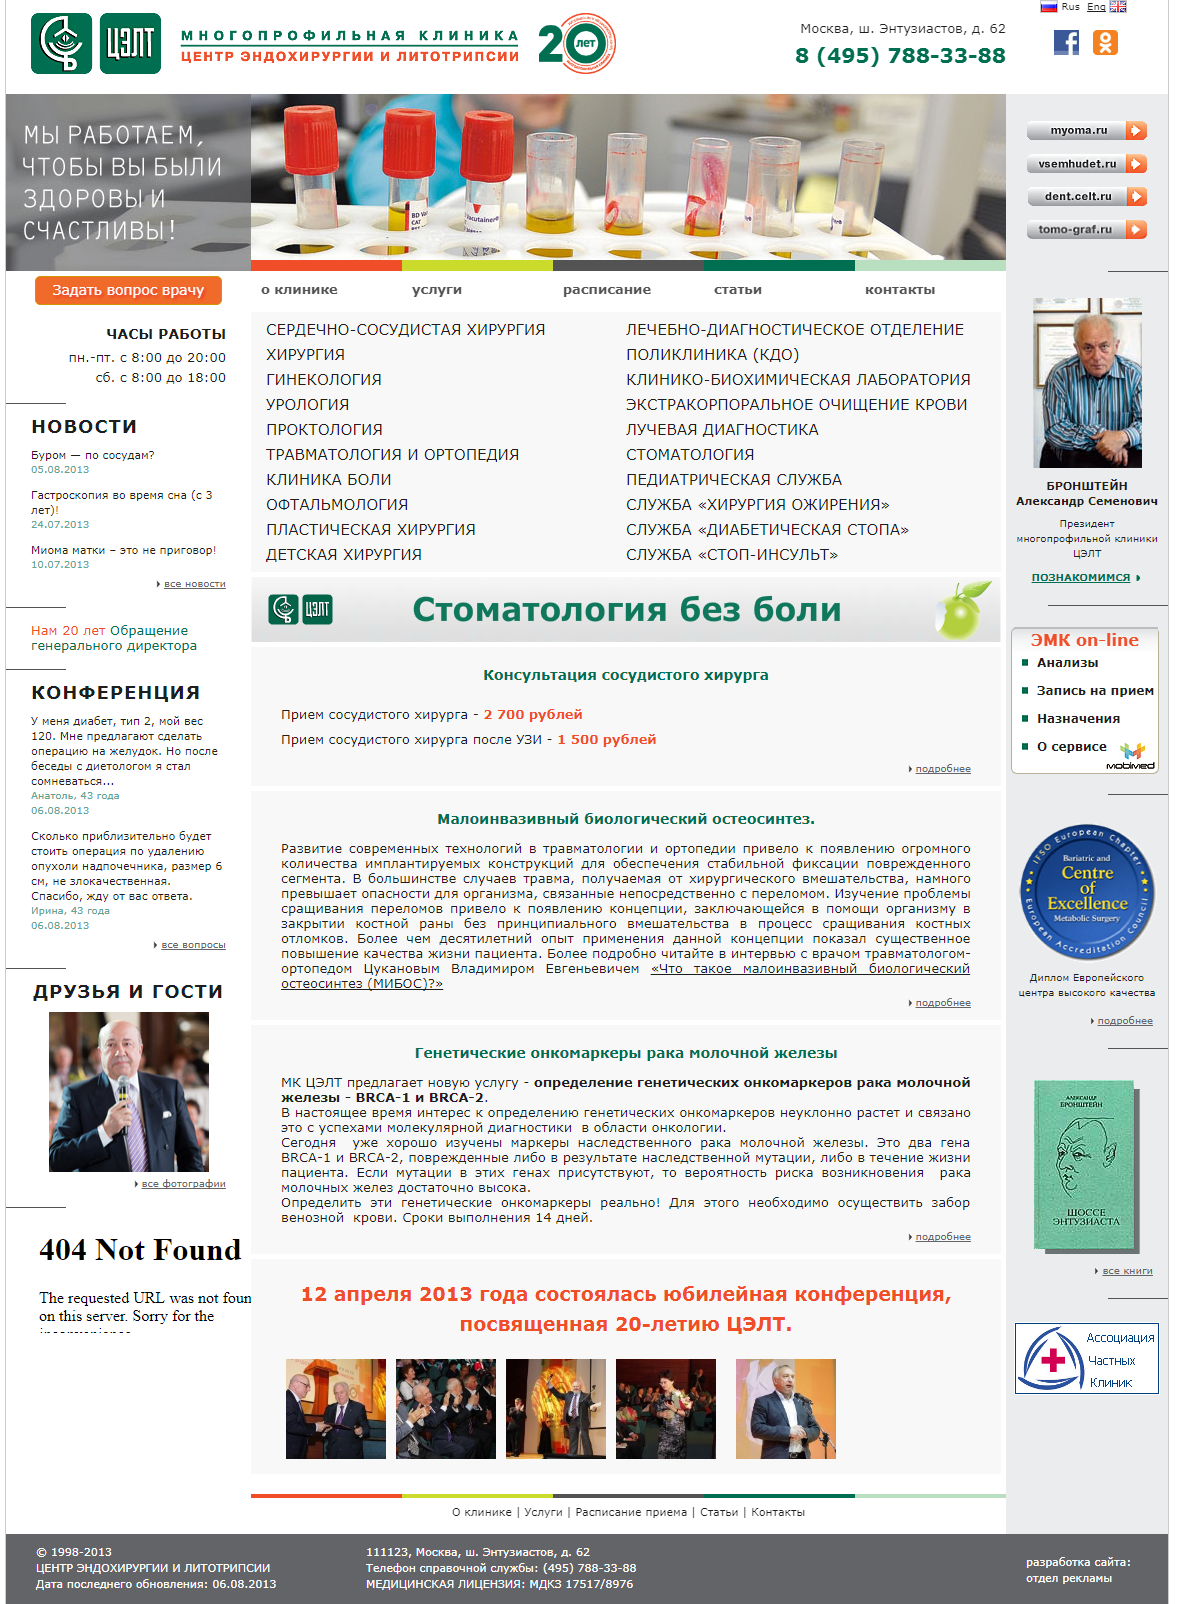 ЦЭЛТ
МНОГОПРОФИЛЬНАЯ КЛИНИКА
ЦЕНТР ЭНДОХИРУРГИИ И ЛИТОТРИПСИИ
20 лет
Москва, ш. Энтузиастов, д. 62
8 (495) 788-33-88
Rus Eng
МЫ РАБОТАЕМ,
ЧТОБЫ ВЫ БЫЛИ
ЗДОРОВЫ И
СЧАСТЛИВЫ!
myoma.ru
vsemhudet.ru
dent.celt.ru
tomo-graf.ru
Задать вопрос врачу
о клинике
услуги
расписание
статьи
контакты
ЧАСЫ РАБОТЫ
пн.-пт. с 8:00 до 20:00
сб. с 8:00 до 18:00
НОВОСТИ
Буром — по сосудам?
05.08.2013
Гастроскопия во время сна (с 3
лет)!
24.07.2013
Миома матки – это не приговор!
10.07.2013
все новости
Нам 20 лет Обращение
генерального директора
КОНФЕРЕНЦИЯ
У меня диабет, тип 2, мой вес
120. Мне предлагают сделать
операцию на желудок. Но после
беседы с диетологом я стал
сомневаться...
Анатоль, 43 года
06.08.2013
Сколько приблизительно будет
стоить операция по удалению
опухоли надпочечника, размер 6
см, не злокачественная.
Спасибо, жду от вас ответа.
Ирина, 43 года
06.08.2013
все вопросы
ДРУЗЬЯ И ГОСТИ
все фотографии
404 Not Found
The requested URL was not foun
on this server. Sorry for the
СЕРДЕЧНО-СОСУДИСТАЯ ХИРУРГИЯ
ХИРУРГИЯ
ГИНЕКОЛОГИЯ
УРОЛОГИЯ
ПРОКТОЛОГИЯ
ТРАВМАТОЛОГИЯ И ОРТОПЕДИЯ
КЛИНИКА БОЛИ
ОФТАЛЬМОЛОГИЯ
ПЛАСТИЧЕСКАЯ ХИРУРГИЯ
ДЕТСКАЯ ХИРУРГИЯ
ЛЕЧЕБНО-ДИАГНОСТИЧЕСКОЕ ОТДЕЛЕНИЕ
ПОЛИКЛИНИКА (КДО)
КЛИНИКО-БИОХИМИЧЕСКАЯ ЛАБОРАТОРИЯ
ЭКСТРАКОРПОРАЛЬНОЕ ОЧИЩЕНИЕ КРОВИ
ЛУЧЕВАЯ ДИАГНОСТИКА
СТОМАТОЛОГИЯ
ПЕДИАТРИЧЕСКАЯ СЛУЖБА
СЛУЖБА «ХИРУРГИЯ ОЖИРЕНИЯ»
СЛУЖБА «ДИАБЕТИЧЕСКАЯ СТОПА»
СЛУЖБА «СТОП-ИНСУЛЬТ»
ЦЭЛТ
Стоматология без боли
Консультация сосудистого хирурга
Прием сосудистого хирурга - 2 700 рублей
Прием сосудистого хирурга после УЗИ - 1 500 рублей
подробнее
Малоинвазивный биологический остеосинтез.
Развитие современных технологий в травматологии и ортопедии привело к появлению огромного
количества имплантируемых конструкций для обеспечения стабильной фиксации поврежденного
сегмента. В большинстве случаев травма, получаемая от хирургического вмешательства, намного
превышает опасности для организма, связанные непосредственно с переломом. Изучение проблемы
сращивания переломов привело к появлению концепции, заключающейся в помощи организму в
закрытии костной раны без принципиального вмешательства в процесс сращивания костных
отломков. Более чем десятилетний опыт применения данной концепции показал существенное
повышение качества жизни пациента. Более подробно читайте в интервью с врачом травматологом-
ортопедом Цукановым Владимиром Евгеньевичем «Что такое малоинвазивный биологический
остеосинтез (МИБОС)?»
подробнее
Генетические онкомаркеры рака молочной железы
МК ЦЭЛТ предлагает новую услугу - определение генетических онкомаркеров рака молочной
железы - BRCA-1 и BRCA-2.
В настоящее время интерес к определению генетических онкомаркеров неуклонно растет и связано
это с успехами молекулярной диагностики в области онкологии.
Сегодня уже хорошо изучены маркеры наследственного рака молочной железы. Это два гена
BRCA-1 и BRCA-2, поврежденные либо в результате наследственной мутации, либо в течение жизни
пациента. Если мутации в этих генах присутствуют, то вероятность риска возникновения рака
молочных желез достаточно высока.
Определить эти генетические онкомаркеры реально! Для этого необходимо осуществить забор
венозной крови. Сроки выполнения 14 дней.
подробнее
12 апреля 2013 года состоялась юбилейная конференция,
посвященная 20-летию ЦЭЛТ.
БРОНШТЕЙН
Александр Семенович
Президент
многопрофильной клиники
ЦЭЛТ
ПОЗНАКОМИМСЯ
ЭМК on-line
Анализы
Запись на прием
Назначения
О сервисе
MOBIMED
IFSO European Chapter
Bariatric and
Centre
of
Excellence
Metabolic Surgery
European Accreditation Council
Диплом Европейского
центра высокого качества
подробнее
АЛЕКСАНДР
БРОНШТЕЙН
ШОССЕ
ЭНТУЗИАСТА
все книги
Ассоциация
Частных
Клиник
О клинике | Услуги | Расписание приема | Статьи | Контакты
© 1998-2013
ЦЕНТР ЭНДОХИРУРГИИ И ЛИТОТРИПСИИ
Дата последнего обновления: 06.08.2013
111123, Москва, ш. Энтузиастов, д. 62
Телефон справочной службы: (495) 788-33-88
МЕДИЦИНСКАЯ ЛИЦЕНЗИЯ: МДКЗ 17517/8976
разработка сайта:
отдел рекламы